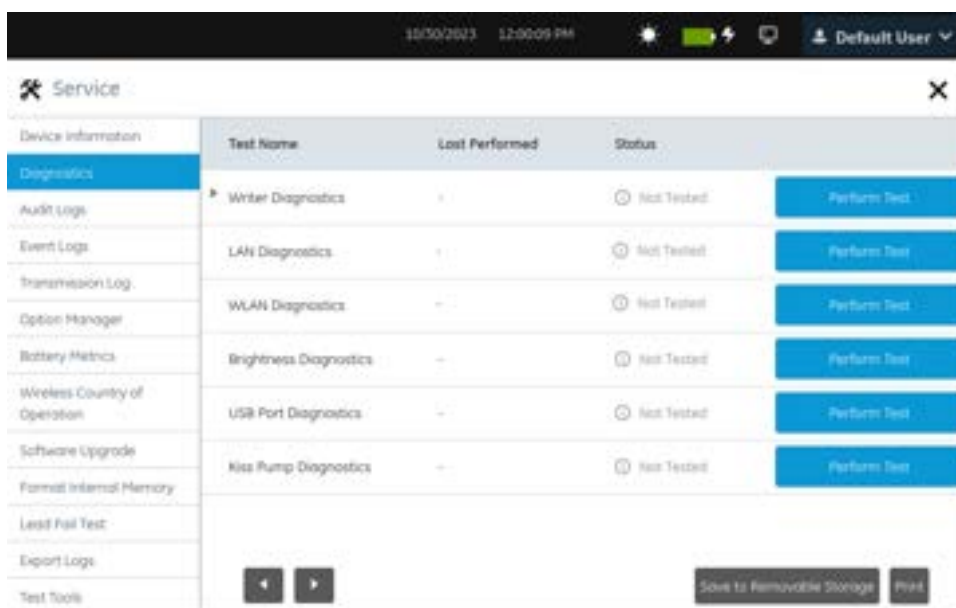 10/30/2023 12:00:09 PM Default User
Service
Device Information
Diagnostics
Audit Logs
Event Logs
Transmission Log
Option Manager
Battery Metrics
Wireless Country of
Operation
Software Upgrade
Format Internal Memory
Lead Fail Test
Export Logs
Test Tools
Test Name Last Performed Status
Writer Diagnostics - Not Tested Perform Test
LAN Diagnostics - Not Tested Perform Test
WLAN Diagnostics - Not Tested Perform Test
Brightness Diagnostics - Not Tested Perform Test
USB Port Diagnostics - Not Tested Perform Test
Kiss Pump Diagnostics - Not Tested Perform Test
Save to Removable Storage Print